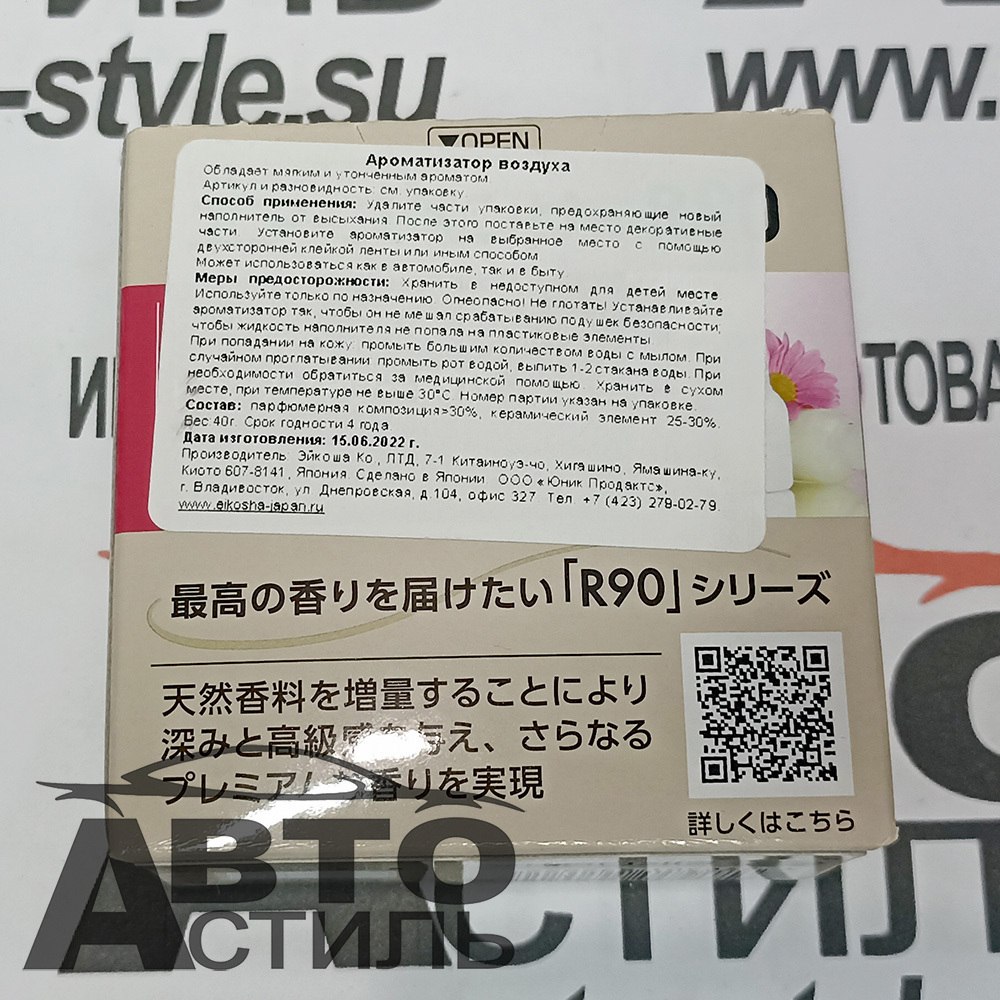 -style.su
www.
▼OPEN
Ароматизатор воздуха
Обладает мягким и утонченным ароматом.
Артикул и разновидность: см. упаковку.
Способ применения: Удалите части упаковки, предохраняющие новый
наполнитель от высыхания. После этого поставьте на место декоративные
части. Установите ароматизатор на выбранное место с помощью
двухсторонней клейкой ленты или иным способом
Может использоваться как в автомобиле, так и в быту.
Меры предосторожности: Хранить в недоступном для детей месте.
Используйте только по назначению. Огнеопасно! Не глотать! Устанавливайте
ароматизатор так, чтобы он не мешал срабатыванию подушек безопасности,
чтобы жидкость наполнителя не попала на пластиковые элементы.
При попадании на кожу: промыть большим количеством воды с мылом. При
случайном проглатывании: промыть рот водой, выпить 1-2 стакана воды. При
необходимости обратиться за медицинской помощью. Хранить в сухом
месте, при температуре не выше 30°С. Номер партии указан на упаковке.
Состав: парфюмерная композиция>30%, керамический элемент 25-30%.
Вес 40г. Срок годности 4 года.
Дата изготовления: 15.06.2022 г.
Производитель: Эйкоша Ко., ЛТД, 7-1 Китаиноуэ-чо, Хигашино, Ямашина-ку,
Киото 607-8141, Япония. Сделано в Японии. ООО «Юник Продактс»,
г. Владивосток, ул. Днепровская, д.104, офис 327. Тел. +7 (423) 278-02-79.
www.eikosha-japan.ru
最高の香りを届けたい「R90」シリーズ
天然香料を増量することにより
深みと高級感を与え、さらなる
プレミアムな香りを実現
詳しくはこちら
АВТО
СТИЛЬ